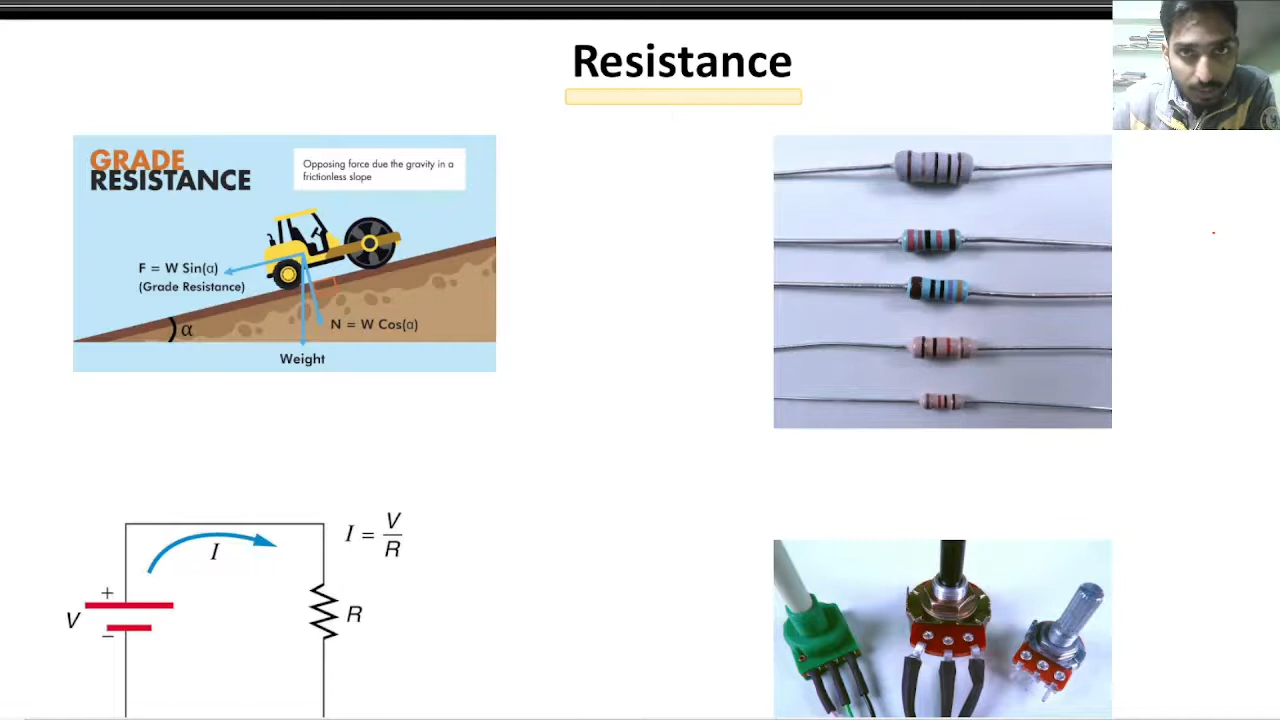 Resistance
GRADE
RESISTANCE
Opposing force due the gravity in a
frictionless slope
F = W Sin(α)
(Grade Resistance)
α
N = W Cos(α)
Weight
I = V/R
I
+
V
−
R